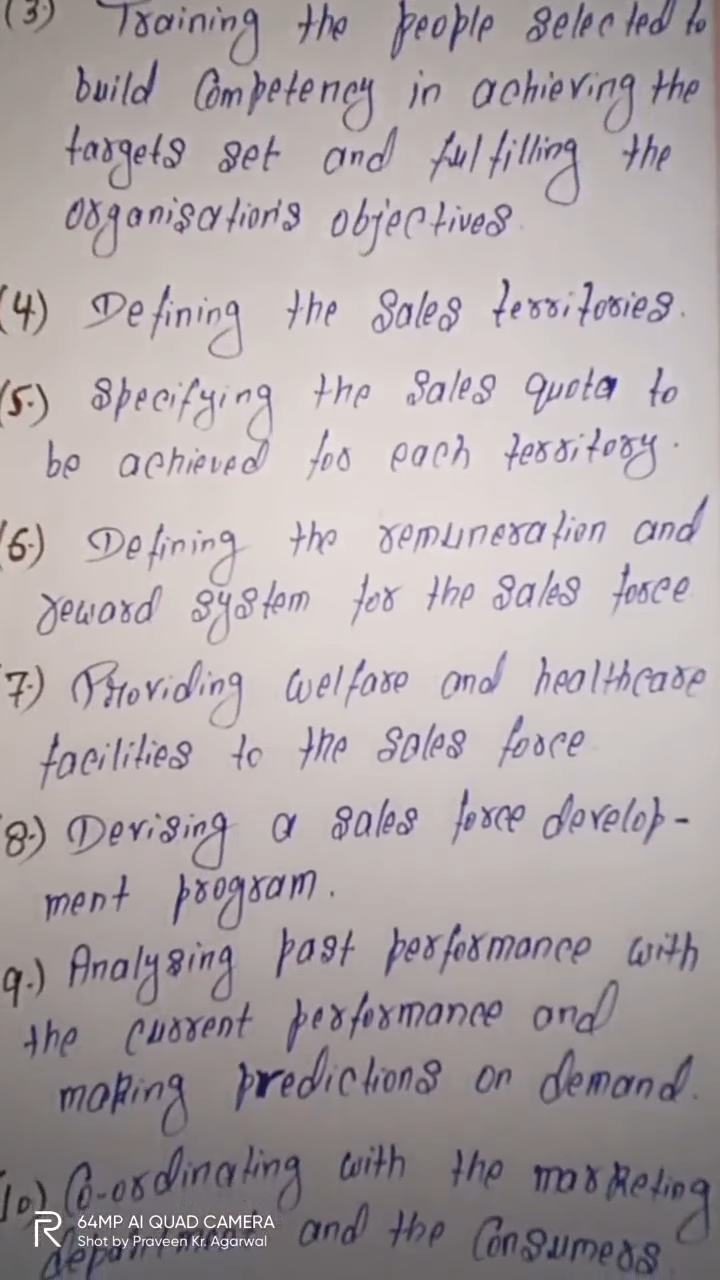 (3.) Training the people selected to
build Competency in achieving the
targets set and fulfilling the
organisation's objectives.
(4) Defining the Sales territories.
(5.) Specifying the Sales quota to
be achieved for each territory.
(6.) Defining the remuneration and
reward system for the Sales force
7.) Providing welfare and healthcare
facilities to the Sales force
8.) Devising a sales force develop-
ment program.
9.) Analysing past performance with
the current performance and
making predictions on demand.
10) Co-ordinating with the marketing
department and the Consumers
64MP AI QUAD CAMERA
Shot by Praveen Kr. Agarwal